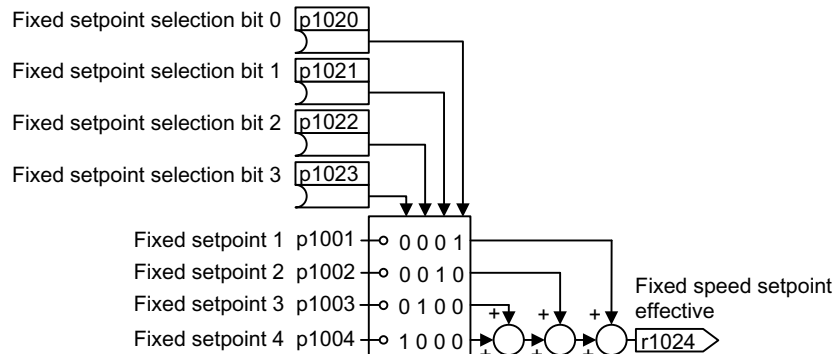 Fixed setpoint selection bit 0 p1020
Fixed setpoint selection bit 1 p1021
Fixed setpoint selection bit 2 p1022
Fixed setpoint selection bit 3 p1023
Fixed setpoint 1 p1001 0 0 0 1
Fixed setpoint 2 p1002 0 0 1 0
Fixed setpoint 3 p1003 0 1 0 0
Fixed setpoint 4 p1004 1 0 0 0
+ + +
+ + +
Fixed speed setpoint
effective
r1024